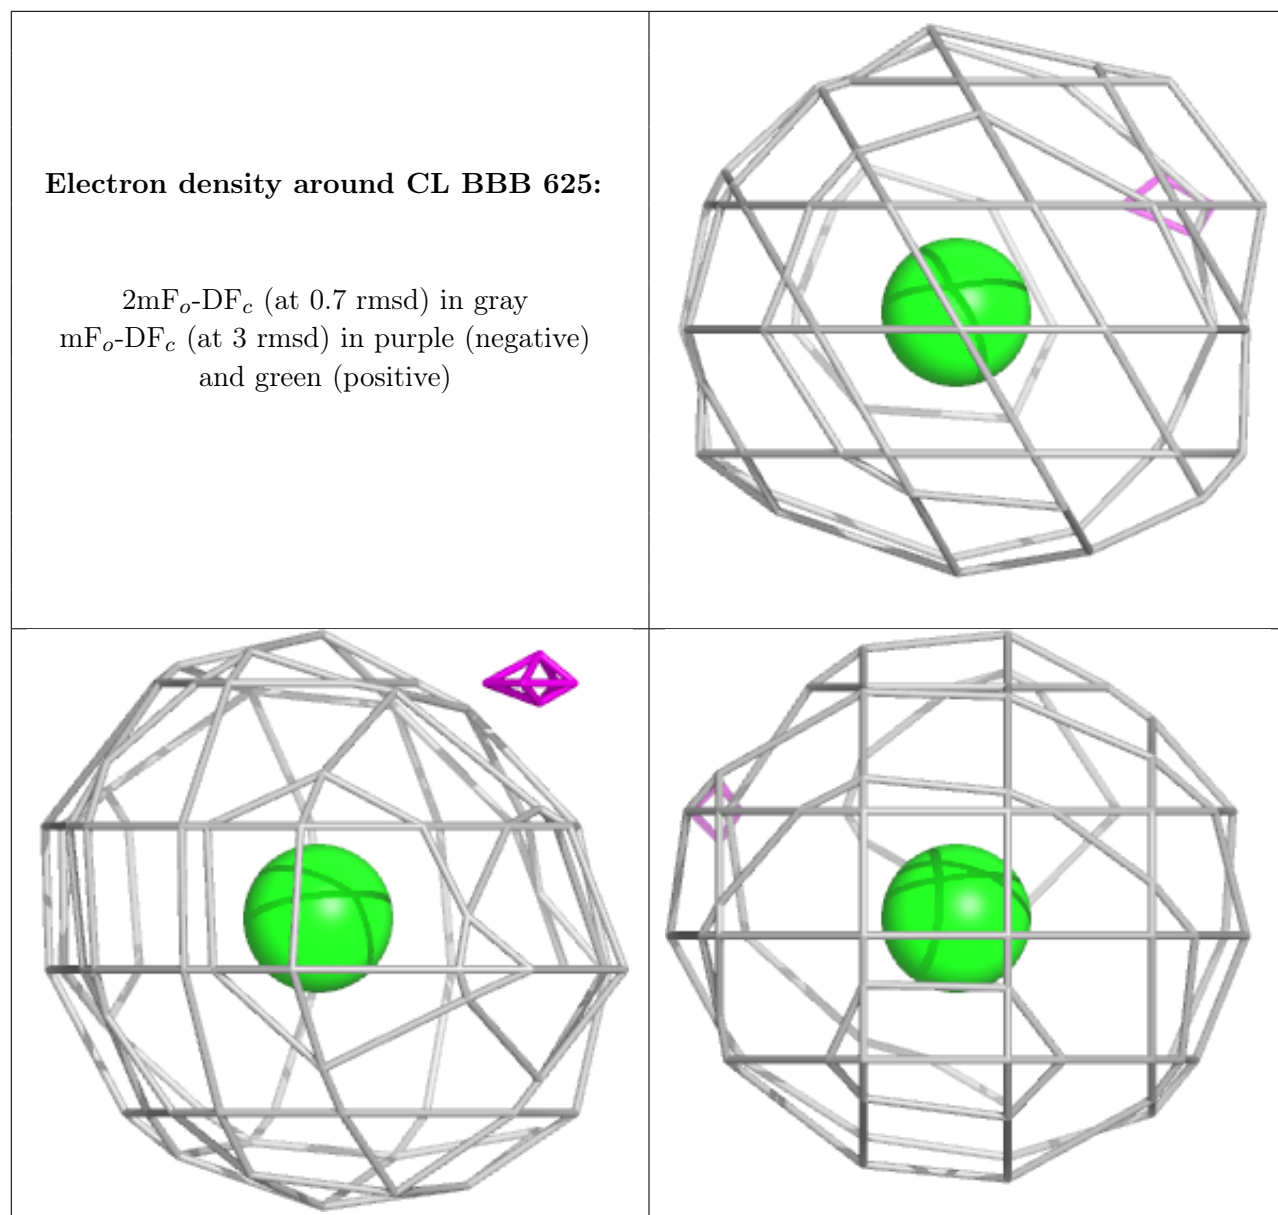 Electron density around CL BBB 625:
2mFo-DFc (at 0.7 rmsd) in gray
mFo-DFc (at 3 rmsd) in purple (negative)
and green (positive)